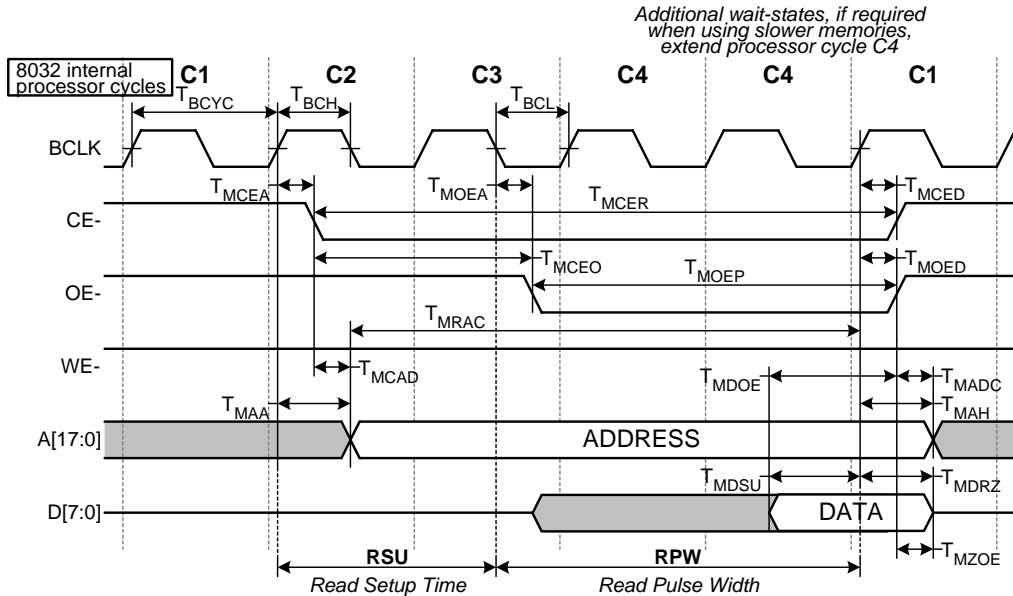 Additional wait-states, if required
when using slower memories,
extend processor cycle C4
8032 internal
processor cycles
C1 C2 C3 C4 C4 C1
TBCYC TBCH TBCL
BCLK
TMCEA TMOEA TMCER TMCED
CE-
TMCEO TMOEP TMOED
OE-
TMRAC
WE-
TMCAD TMDOE TMADC
TMAA TMAH
A[17:0] ADDRESS
TMDSU TMDRZ
D[7:0] DATA
RSU RPW TMZOE
Read Setup Time Read Pulse Width